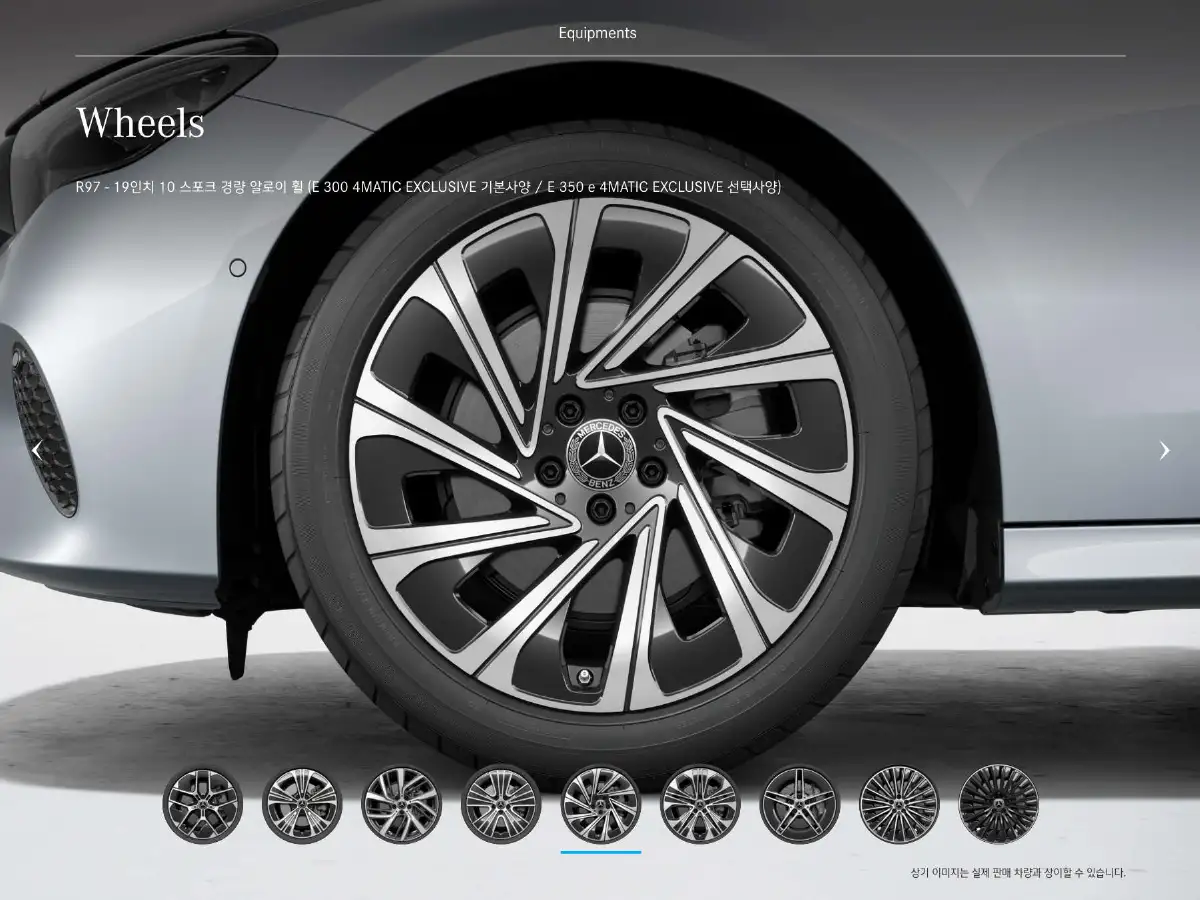 Equipments
Wheels
R97 - 19인치 10 스포크 경량 알로이 휠 (E 300 4MATIC EXCLUSIVE 기본사양 / E 350 e 4MATIC EXCLUSIVE 선택사양)
MERCEDES
BENZ
상기 이미지는 실제 판매 차량과 상이할 수 있습니다.